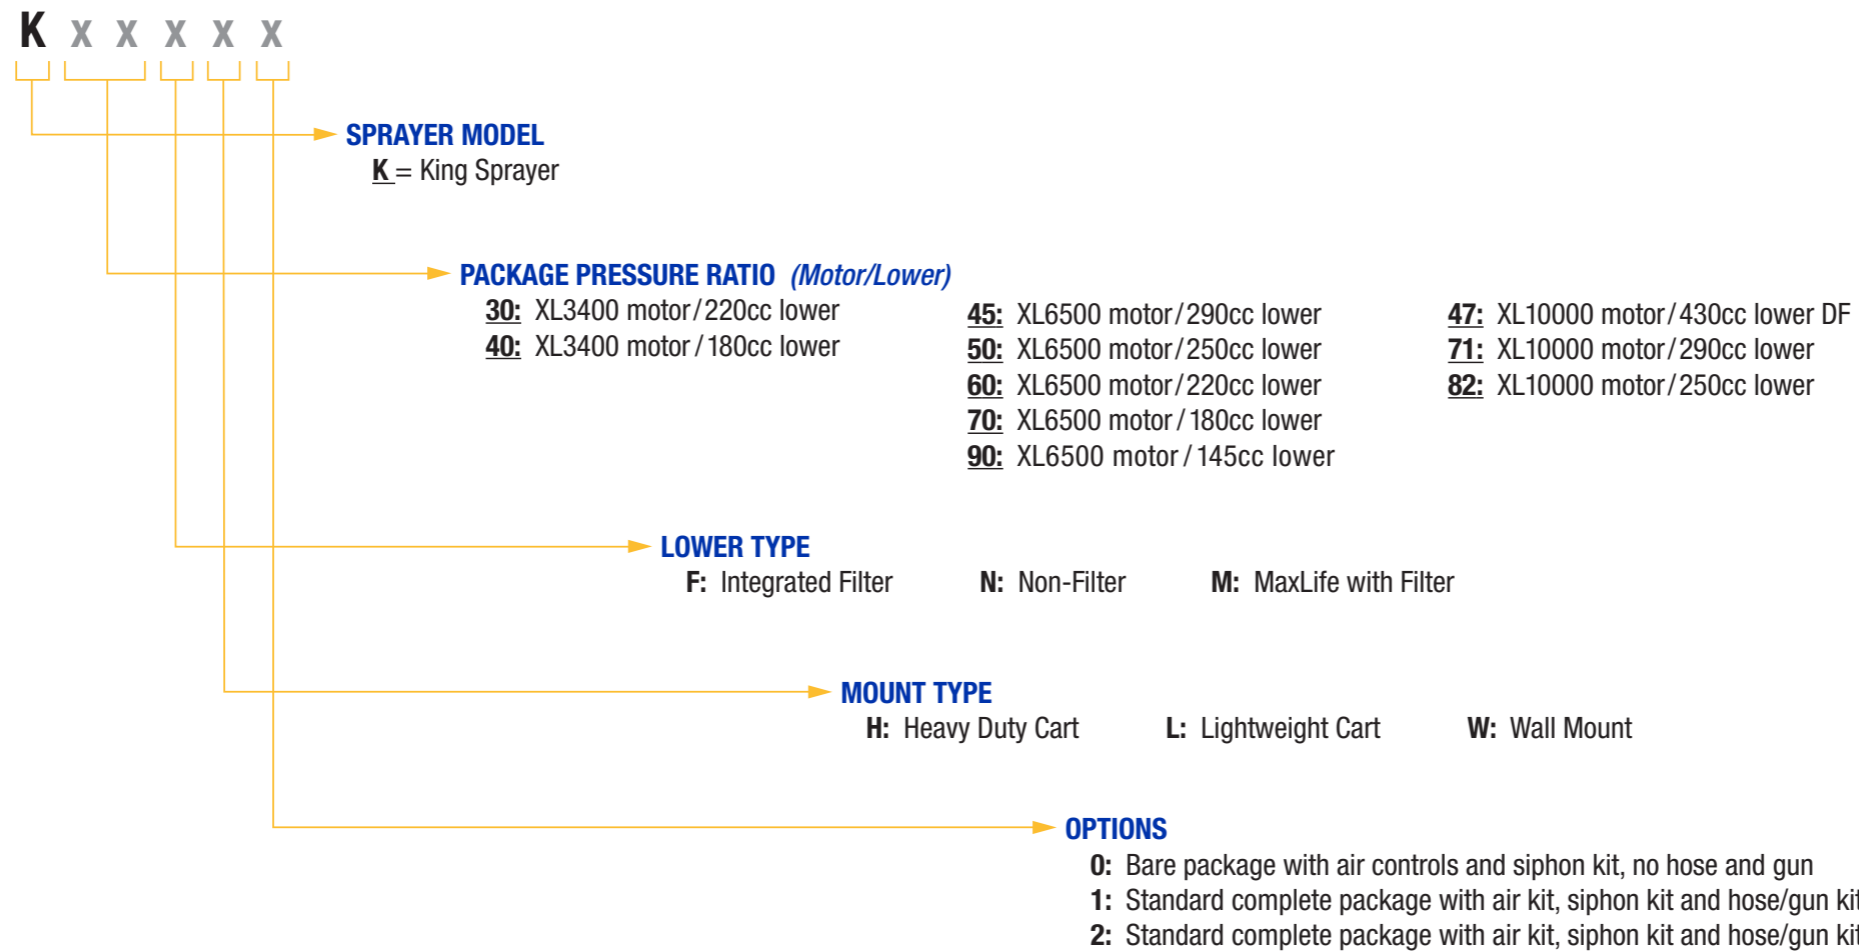 K x x x x x
SPRAYER MODEL
K = King Sprayer
PACKAGE PRESSURE RATIO (Motor/Lower)
30: XL3400 motor/220cc lower
40: XL3400 motor/180cc lower
45: XL6500 motor/290cc lower
50: XL6500 motor/250cc lower
60: XL6500 motor/220cc lower
70: XL6500 motor/180cc lower
90: XL6500 motor/145cc lower
47: XL10000 motor/430cc lower DF
71: XL10000 motor/290cc lower
82: XL10000 motor/250cc lower
LOWER TYPE
F: Integrated Filter N: Non-Filter M: MaxLife with Filter
MOUNT TYPE
H: Heavy Duty Cart L: Lightweight Cart W: Wall Mount
OPTIONS
0: Bare package with air controls and siphon kit, no hose and gun
1: Standard complete package with air kit, siphon kit and hose/gun kit
2: Standard complete package with air kit, siphon kit and hose/gun kit